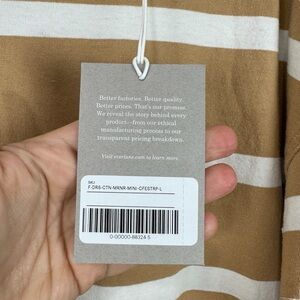 Better factories. Better quality.
Better prices. That's our promise.
We reveal the story behind every
product—from our ethical
manufacturing process to our
transparent pricing breakdown.
Visit everlane.com to learn more.
SKU
F-DRS-CTN-MRNR-MINI-CFESTRP-L
0-00000-88324 5